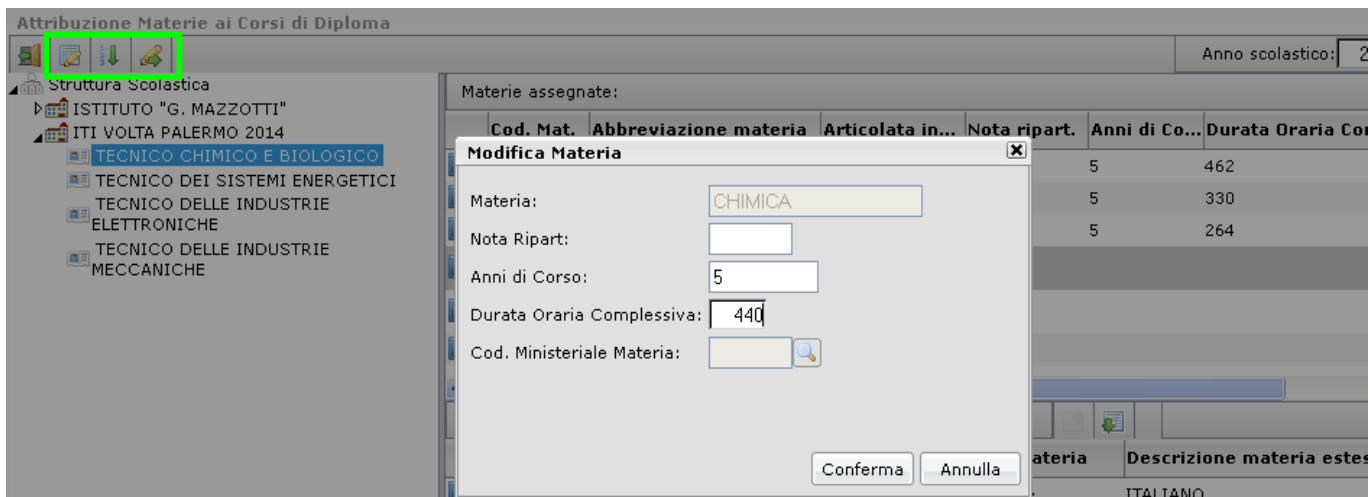 Attribuzione Materie ai Corsi di Diploma
Anno scolastico: 2
Struttura Scolastica
ISTITUTO "G. MAZZOTTI"
ITI VOLTA PALERMO 2014
TECNICO CHIMICO E BIOLOGICO
TECNICO DEI SISTEMI ENERGETICI
TECNICO DELLE INDUSTRIE
ELETTRONICHE
TECNICO DELLE INDUSTRIE
MECCANICHE
Materie assegnate:
Cod. Mat. Abbreviazione materia Articolata in... Nota ripart. Anni di Co... Durata Oraria Co
5 462
5 330
5 264
Modifica Materia
Materia: CHIMICA
Nota Ripart:
Anni di Corso: 5
Durata Oraria Complessiva: 440
Cod. Ministeriale Materia:
Conferma Annulla
ateria Descrizione materia estes
ITALIANO